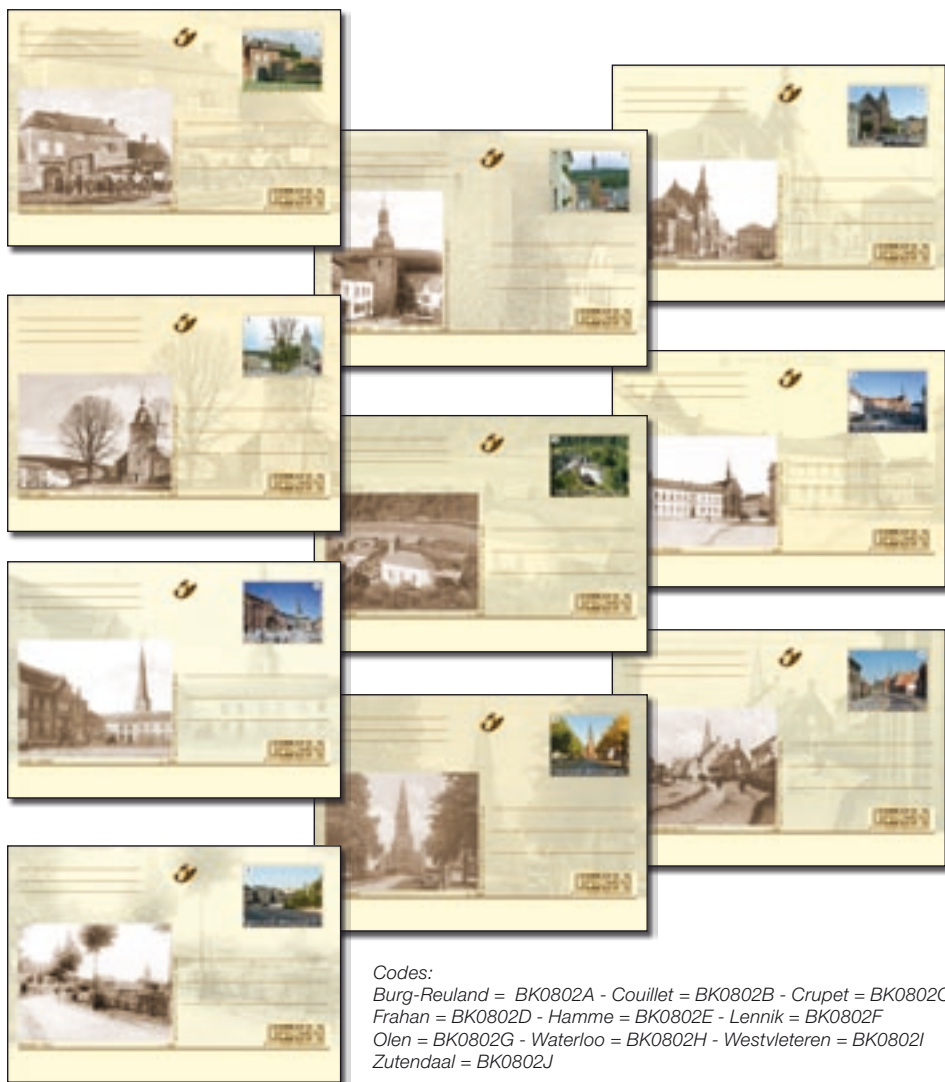 Codes:
Burg-Reuland = BK0802A - Couillet = BK0802B - Crupet = BK0802C
Frahan = BK0802D - Hamme = BK0802E - Lennik = BK0802F
Olen = BK0802G - Waterloo = BK0802H - Westvleteren = BK0802I
Zutendaal = BK0802J